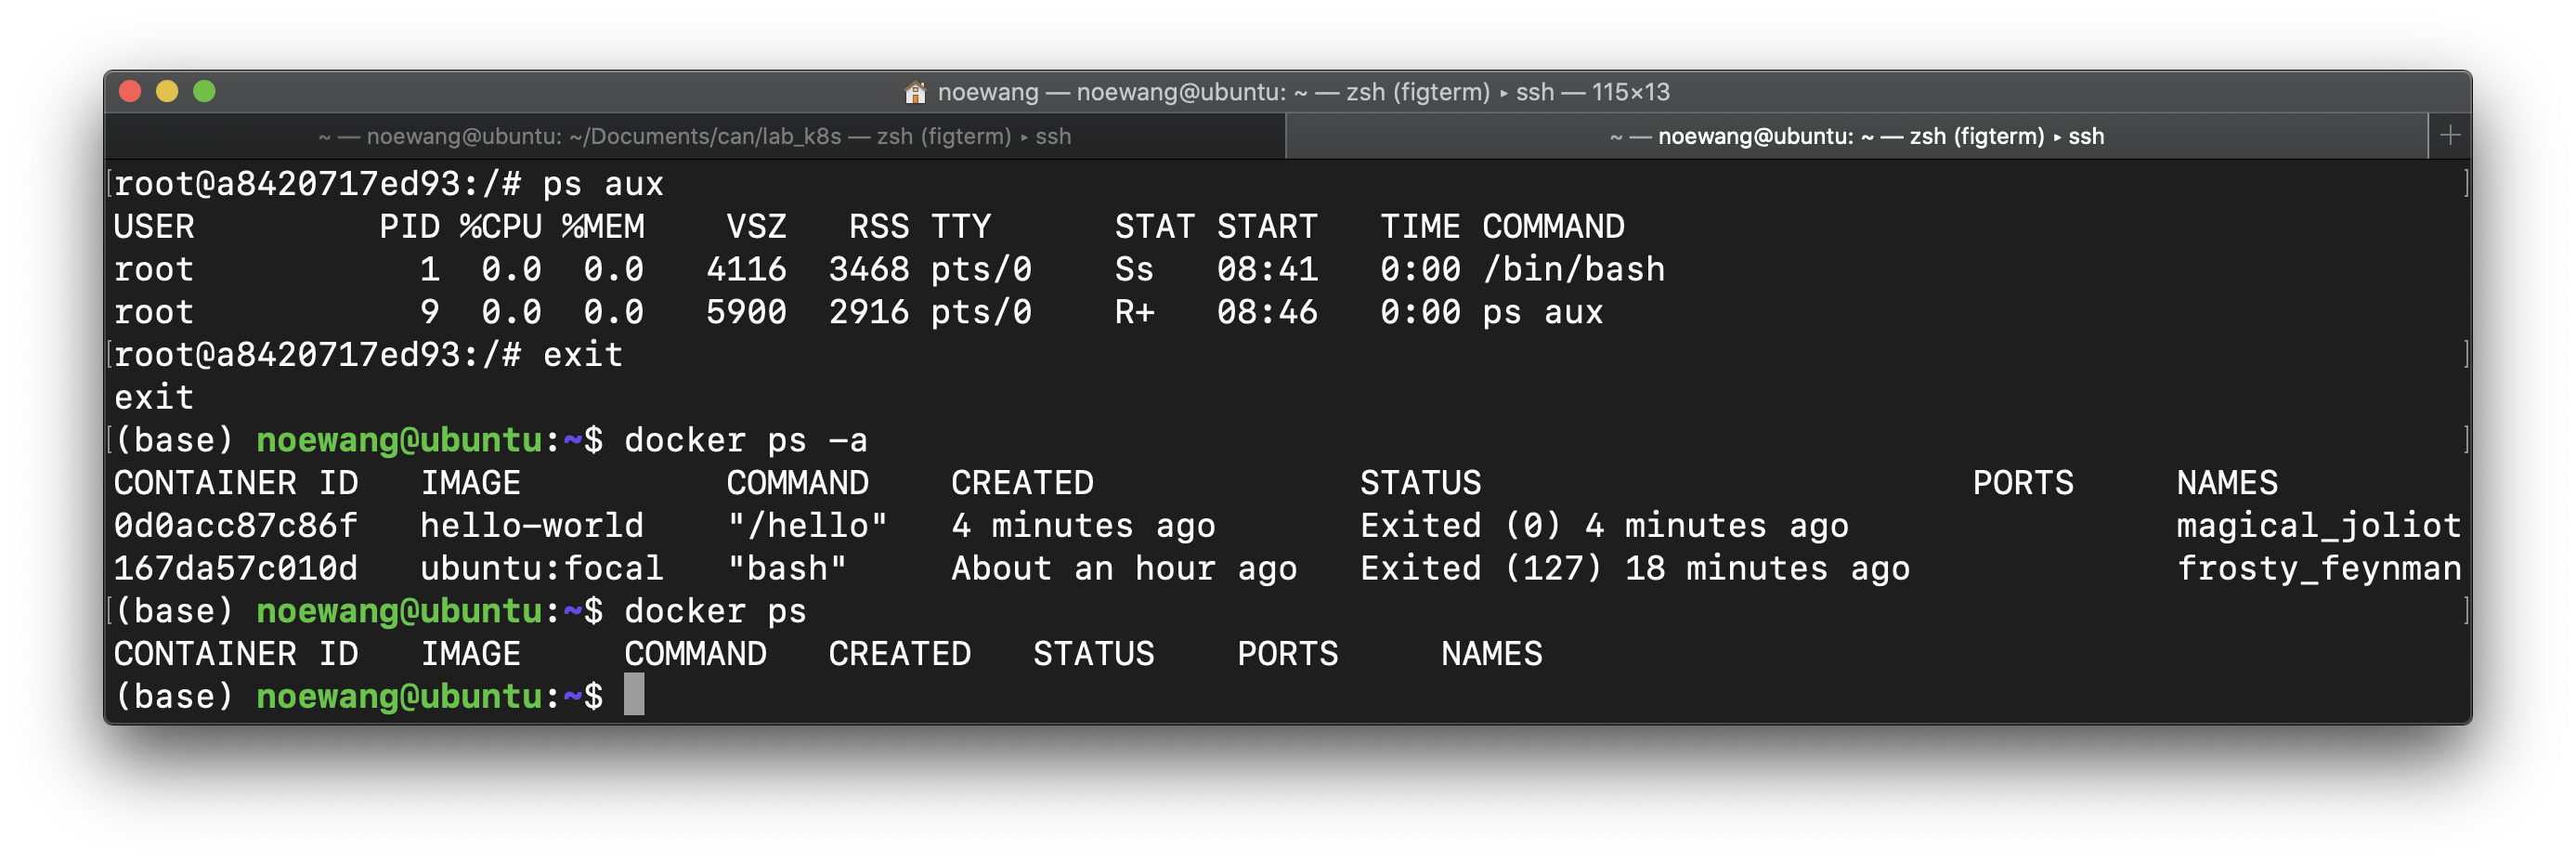 noewang — noewang@ubuntu: ~ — zsh (figterm) ▸ ssh — 115×13
~ — noewang@ubuntu: ~/Documents/can/lab_k8s — zsh (figterm) ▸ ssh
~ — noewang@ubuntu: ~ — zsh (figterm) ▸ ssh
[root@a8420717ed93:/# ps aux ]
USER         PID %CPU %MEM    VSZ   RSS TTY      STAT START   TIME COMMAND
root           1  0.0  0.0   4116  3468 pts/0    Ss   08:41   0:00 /bin/bash
root           9  0.0  0.0   5900  2916 pts/0    R+   08:46   0:00 ps aux
[root@a8420717ed93:/# exit ]
exit
[(base) noewang@ubuntu:~$ docker ps -a ]
CONTAINER ID   IMAGE          COMMAND    CREATED             STATUS                        PORTS     NAMES
0d0acc87c86f   hello-world    "/hello"   4 minutes ago       Exited (0) 4 minutes ago                magical_joliot
167da57c010d   ubuntu:focal   "bash"     About an hour ago   Exited (127) 18 minutes ago             frosty_feynman
[(base) noewang@ubuntu:~$ docker ps ]
CONTAINER ID   IMAGE     COMMAND   CREATED   STATUS    PORTS     NAMES
(base) noewang@ubuntu:~$